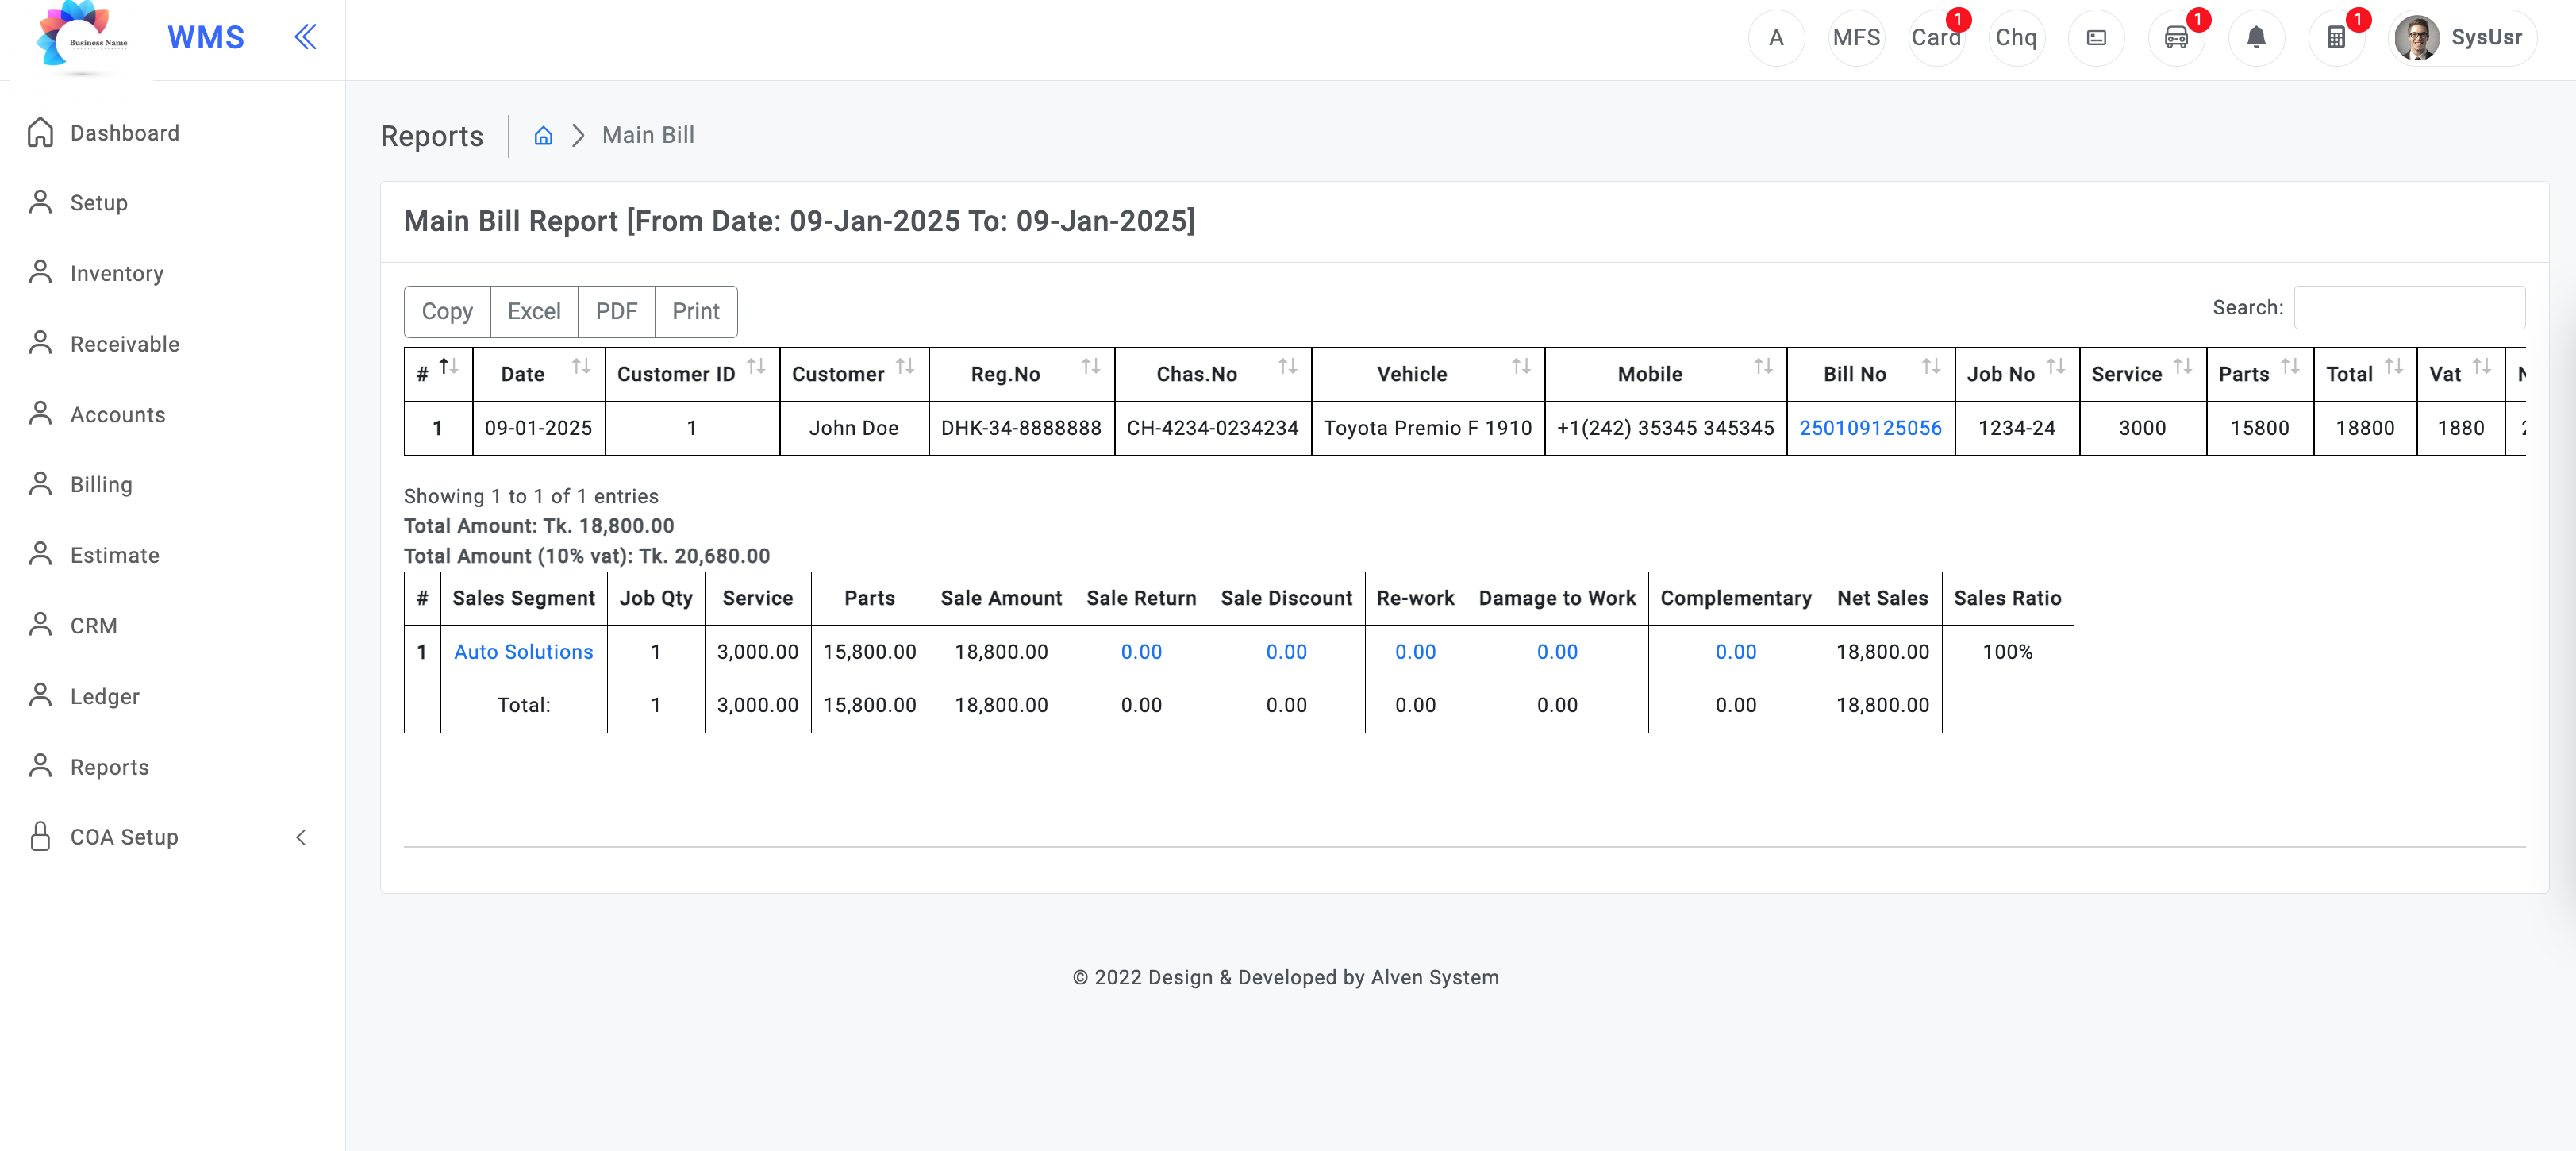 Business Name
WMS
A MFS Card 1 Chq 1 1 SysUsr
Dashboard
Setup
Inventory
Receivable
Accounts
Billing
Estimate
CRM
Ledger
Reports
COA Setup
Reports Main Bill
Main Bill Report [From Date: 09-Jan-2025 To: 09-Jan-2025]
Copy Excel PDF Print Search:
# Date Customer ID Customer Reg.No Chas.No Vehicle Mobile Bill No Job No Service Parts Total Vat
1 09-01-2025 1 John Doe DHK-34-8888888 CH-4234-0234234 Toyota Premio F 1910 +1(242) 35345 345345 250109125056 1234-24 3000 15800 18800 1880
Showing 1 to 1 of 1 entries
Total Amount: Tk. 18,800.00
Total Amount (10% vat): Tk. 20,680.00
# Sales Segment Job Qty Service Parts Sale Amount Sale Return Sale Discount Re-work Damage to Work Complementary Net Sales Sales Ratio
1 Auto Solutions 1 3,000.00 15,800.00 18,800.00 0.00 0.00 0.00 0.00 0.00 18,800.00 100%
Total: 1 3,000.00 15,800.00 18,800.00 0.00 0.00 0.00 0.00 0.00 18,800.00
© 2022 Design & Developed by Alven System